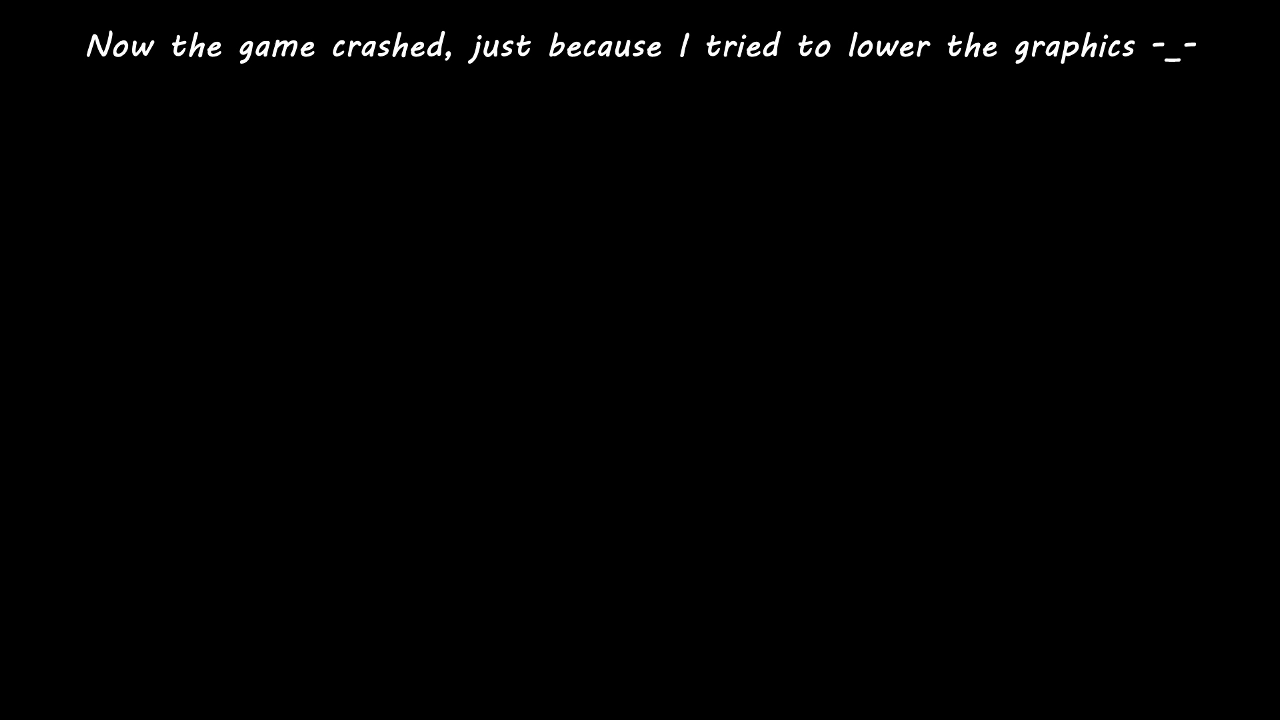 Now the game crashed, just because I tried to lower the graphics -_-